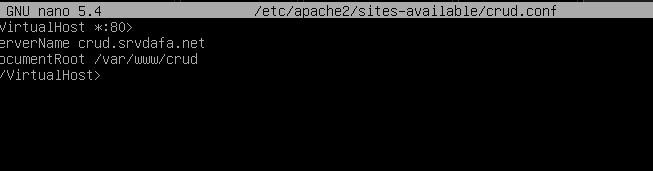 GNU nano 5.4 /etc/apache2/sites-available/crud.conf
VirtualHost *:80>
erverName crud.srvdafa.net
ocumentRoot /var/www/crud
/VirtualHost>